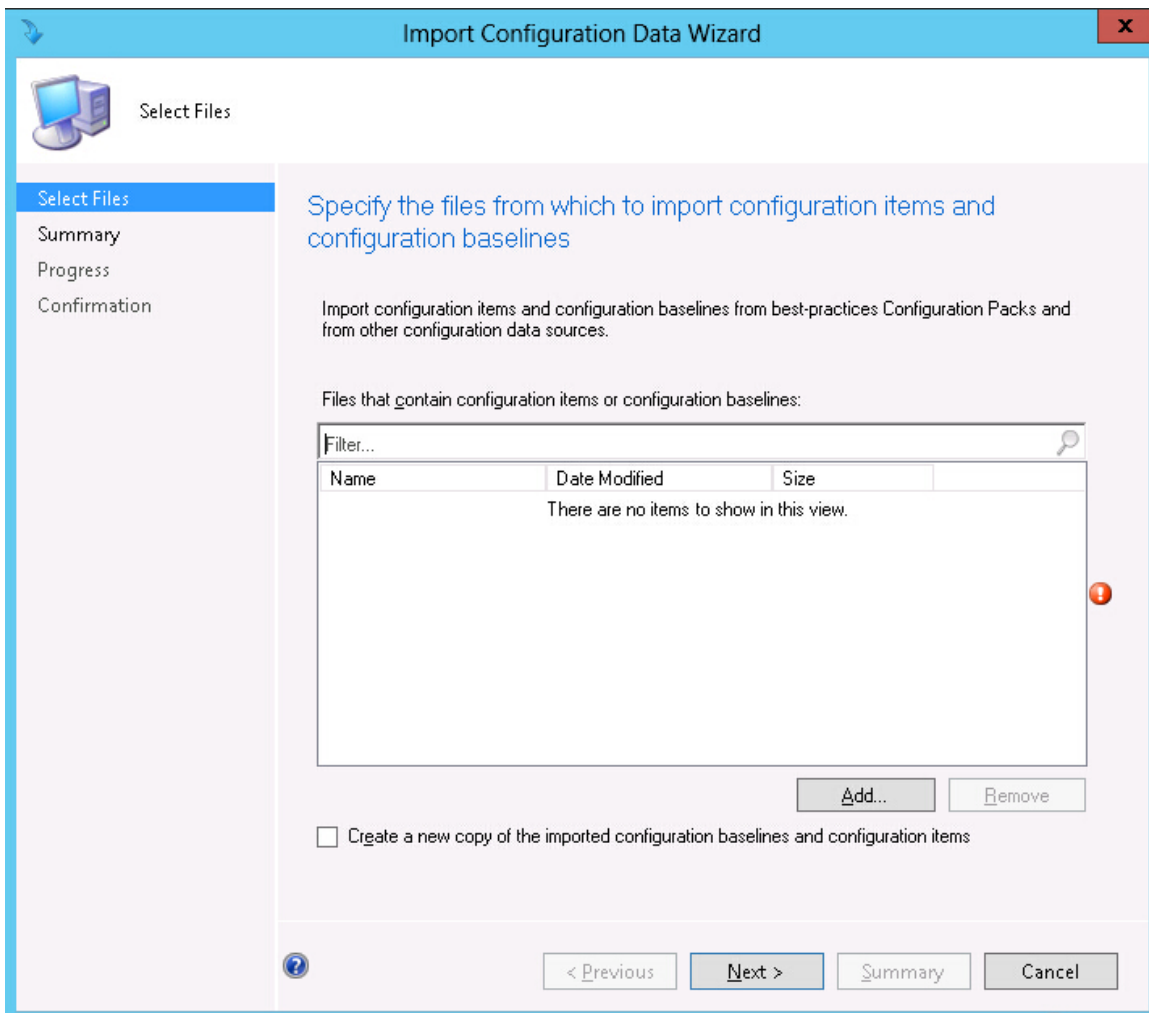 Import Configuration Data Wizard
x
Select Files
Select Files
Summary
Progress
Confirmation
Specify the files from which to import configuration items and
configuration baselines
Import configuration items and configuration baselines from best-practices Configuration Packs and
from other configuration data sources.
Files that contain configuration items or configuration baselines:
Filter...
Name Date Modified Size
There are no items to show in this view.
Add... Remove
Create a new copy of the imported configuration baselines and configuration items
< Previous Next > Summary Cancel